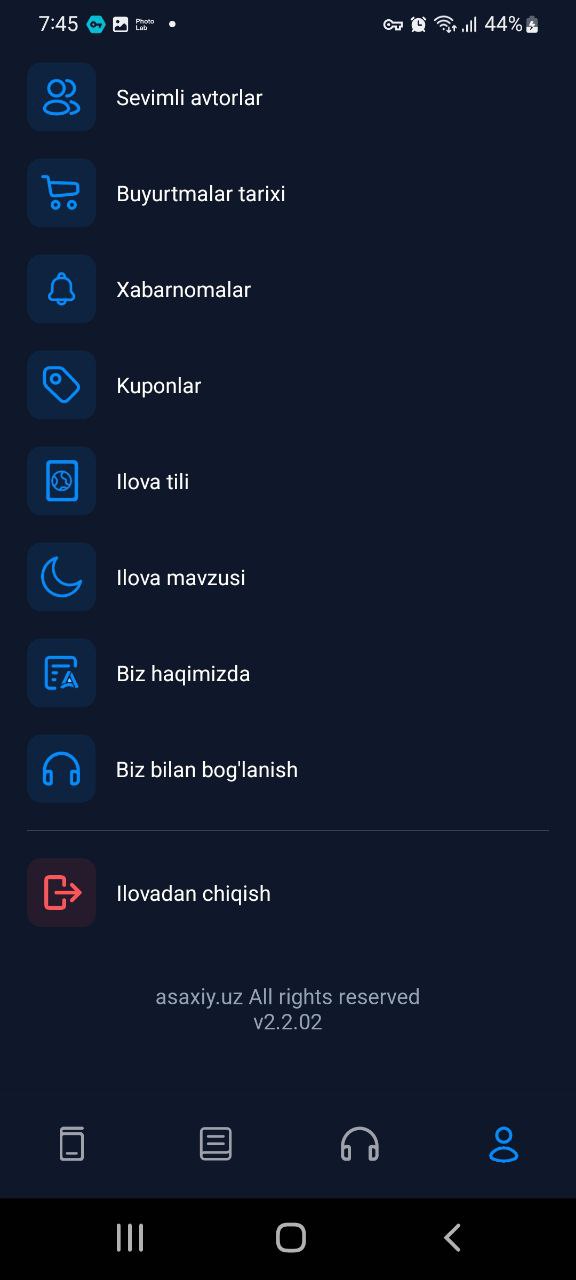 7:45
Photo
Lab
44%
Sevimli avtorlar
Buyurtmalar tarixi
Xabarnomalar
Kuponlar
Ilova tili
Ilova mavzusi
Biz haqimizda
Biz bilan bog'lanish
Ilovadan chiqish
asaxiy.uz All rights reserved
v2.2.02